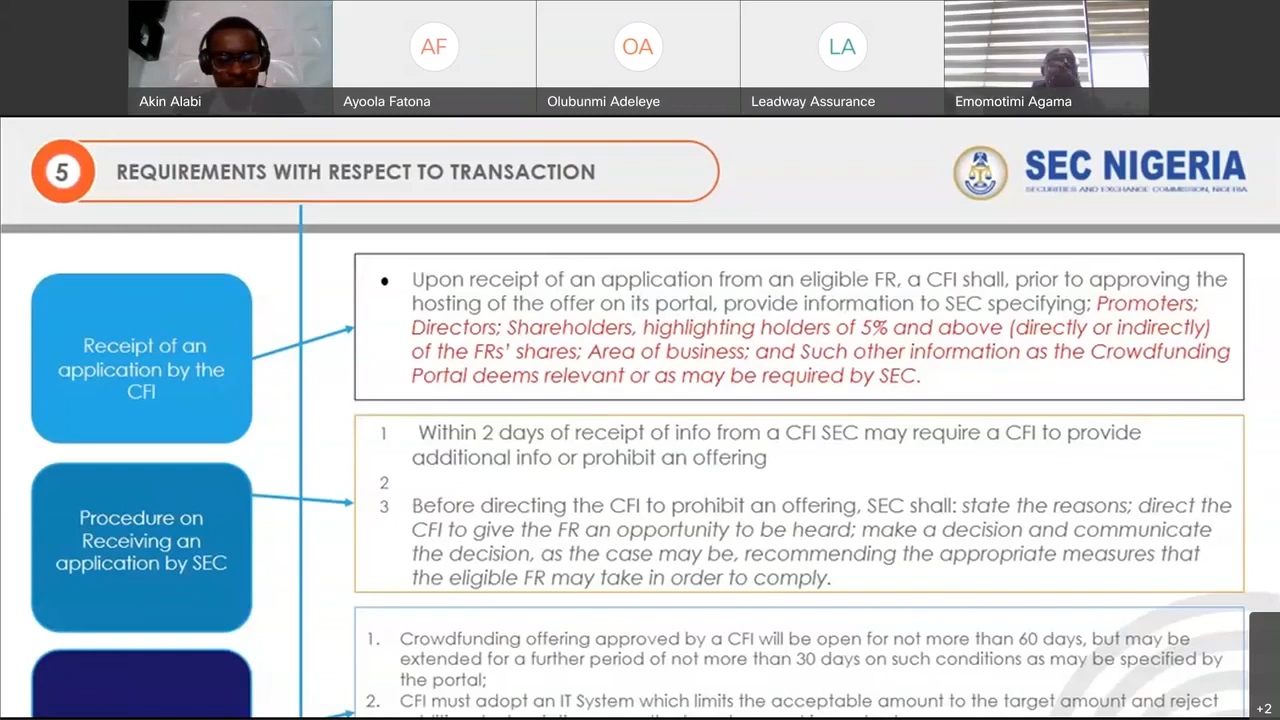 AF
OA
LA
Akin Alabi
Ayoola Fatona
Olubunmi Adeleye
Leadway Assurance
Emomotimi Agama
5
REQUIREMENTS WITH RESPECT TO TRANSACTION
SEC NIGERIA
SECURITIES AND EXCHANGE COMMISSION, NIGERIA
Receipt of an
application by the
CFI
• Upon receipt of an application from an eligible FR, a CFI shall, prior to approving the
hosting of the offer on its portal, provide information to SEC specifying; Promoters;
Directors; Shareholders, highlighting holders of 5% and above (directly or indirectly)
of the FRs' shares; Area of business; and Such other information as the Crowdfunding
Portal deems relevant or as may be required by SEC.
Procedure on
Receiving an
application by SEC
1 Within 2 days of receipt of info from a CFI SEC may require a CFI to provide
additional info or prohibit an offering
2
3 Before directing the CFI to prohibit an offering, SEC shall: state the reasons; direct the
CFI to give the FR an opportunity to be heard; make a decision and communicate
the decision, as the case may be, recommending the appropriate measures that
the eligible FR may take in order to comply.
1. Crowdfunding offering approved by a CFI will be open for not more than 60 days, but may be
extended for a further period of not more than 30 days on such conditions as may be specified by
the portal;
2. CFI must adopt an IT System which limits the acceptable amount to the target amount and reject
+2